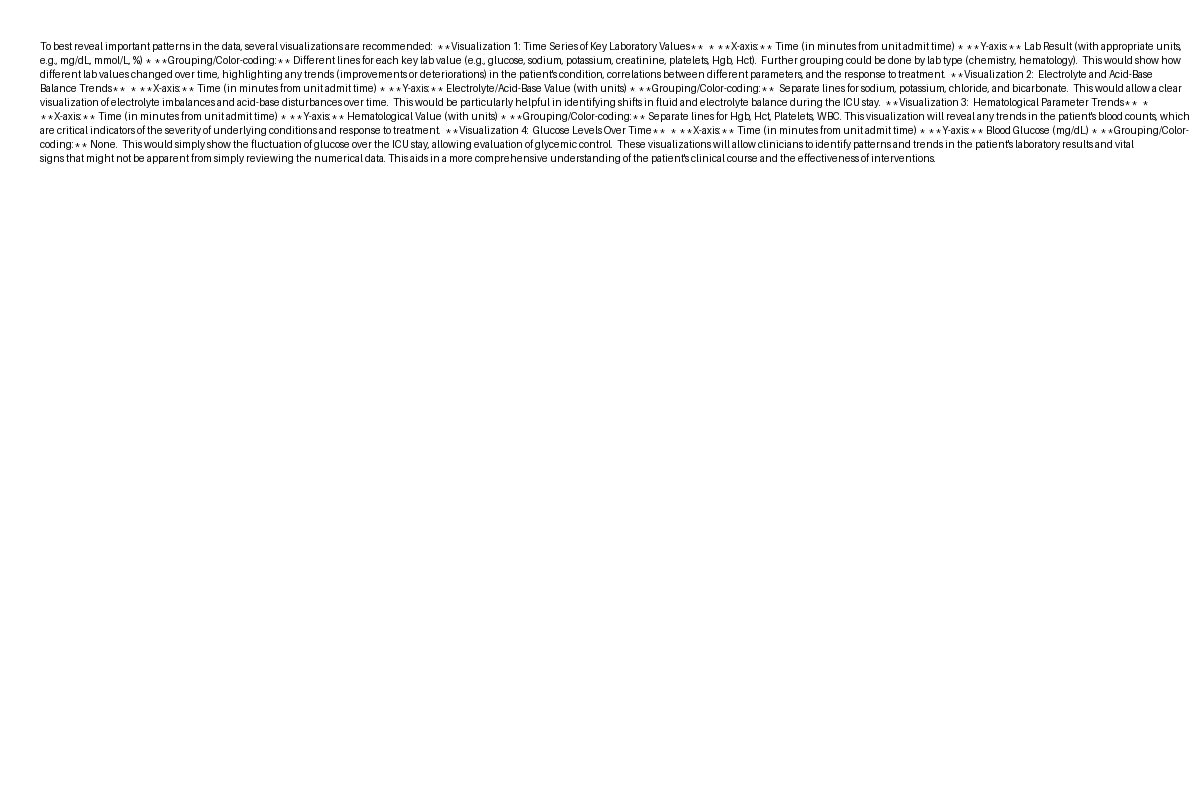 To best reveal important patterns in the data, several visualizations are recommended:  **Visualization 1: Time Series of Key Laboratory Values**  * **X-axis:** Time (in minutes from unit admit time) * **Y-axis:** Lab Result (with appropriate units,
e.g., mg/dL, mmol/L, %) * **Grouping/Color-coding:** Different lines for each key lab value (e.g., glucose, sodium, potassium, creatinine, platelets, Hgb, Hct).  Further grouping could be done by lab type (chemistry, hematology).  This would show how
different lab values changed over time, highlighting any trends (improvements or deteriorations) in the patient's condition, correlations between different parameters, and the response to treatment.  **Visualization 2:  Electrolyte and Acid-Base
Balance Trends**  * **X-axis:**  Time (in minutes from unit admit time) * **Y-axis:** Electrolyte/Acid-Base Value (with units) * **Grouping/Color-coding:**  Separate lines for sodium, potassium, chloride, and bicarbonate.  This would allow a clear
visualization of electrolyte imbalances and acid-base disturbances over time.  This would be particularly helpful in identifying shifts in fluid and electrolyte balance during the ICU stay.  **Visualization 3:  Hematological Parameter Trends**  *
**X-axis:** Time (in minutes from unit admit time) * **Y-axis:** Hematological Value (with units) * **Grouping/Color-coding:** Separate lines for Hgb, Hct, Platelets, WBC. This visualization will reveal any trends in the patient's blood counts, which
are critical indicators of the severity of underlying conditions and response to treatment.  **Visualization 4:  Glucose Levels Over Time**  * **X-axis:** Time (in minutes from unit admit time) * **Y-axis:** Blood Glucose (mg/dL) * **Grouping/Color-
coding:** None.  This would simply show the fluctuation of glucose over the ICU stay, allowing evaluation of glycemic control.  These visualizations will allow clinicians to identify patterns and trends in the patient's laboratory results and vital
signs that might not be apparent from simply reviewing the numerical data. This aids in a more comprehensive understanding of the patient's clinical course and the effectiveness of interventions.